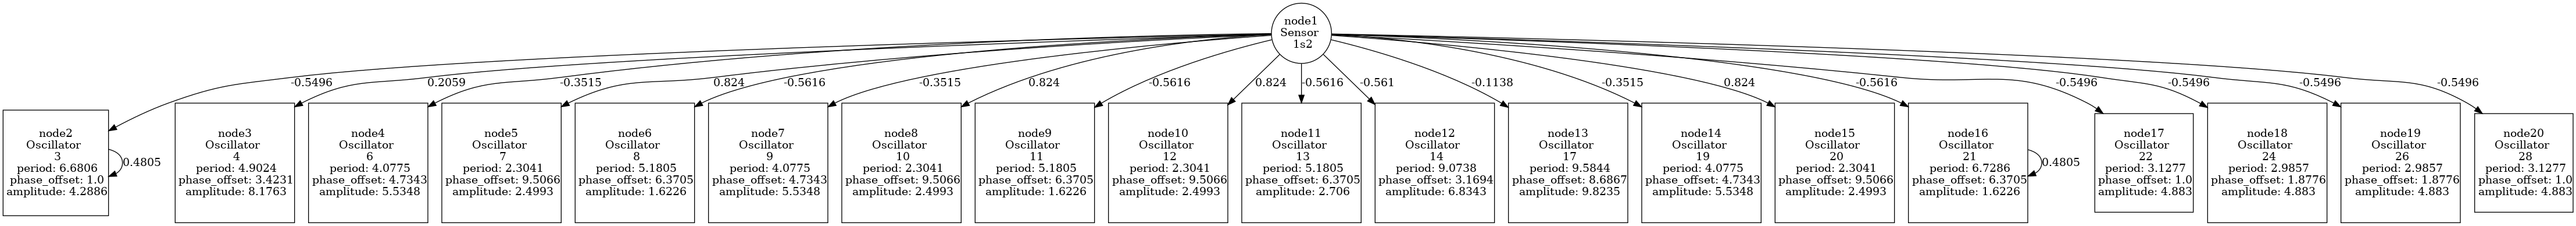 node1
Sensor
1s2
-0.5496
0.2059
-0.3515
0.824
-0.5616
-0.3515
0.824
-0.5616
0.824
-0.5616
-0.561
-0.1138
-0.3515
0.824
-0.5616
-0.5496
-0.5496
-0.5496
-0.5496
node2
Oscillator
3
period: 6.6806
phase_offset: 1.0
amplitude: 4.2886
0.4805
node3
Oscillator
4
period: 4.9024
phase_offset: 3.4231
amplitude: 8.1763
node4
Oscillator
6
period: 4.0775
phase_offset: 4.7343
amplitude: 5.5348
node5
Oscillator
7
period: 2.3041
phase_offset: 9.5066
amplitude: 2.4993
node6
Oscillator
8
period: 5.1805
phase_offset: 6.3705
amplitude: 1.6226
node7
Oscillator
9
period: 4.0775
phase_offset: 4.7343
amplitude: 5.5348
node8
Oscillator
10
period: 2.3041
phase_offset: 9.5066
amplitude: 2.4993
node9
Oscillator
11
period: 5.1805
phase_offset: 6.3705
amplitude: 1.6226
node10
Oscillator
12
period: 2.3041
phase_offset: 9.5066
amplitude: 2.4993
node11
Oscillator
13
period: 5.1805
phase_offset: 6.3705
amplitude: 2.706
node12
Oscillator
14
period: 9.0738
phase_offset: 3.1694
amplitude: 6.8343
node13
Oscillator
17
period: 9.5844
phase_offset: 8.6867
amplitude: 9.8235
node14
Oscillator
19
period: 4.0775
phase_offset: 4.7343
amplitude: 5.5348
node15
Oscillator
20
period: 2.3041
phase_offset: 9.5066
amplitude: 2.4993
node16
Oscillator
21
period: 6.7286
phase_offset: 6.3705
amplitude: 1.6226
0.4805
node17
Oscillator
22
period: 3.1277
phase_offset: 1.0
amplitude: 4.883
node18
Oscillator
24
period: 2.9857
phase_offset: 1.8776
amplitude: 4.883
node19
Oscillator
26
period: 2.9857
phase_offset: 1.8776
amplitude: 4.883
node20
Oscillator
28
period: 3.1277
phase_offset: 1.0
amplitude: 4.883